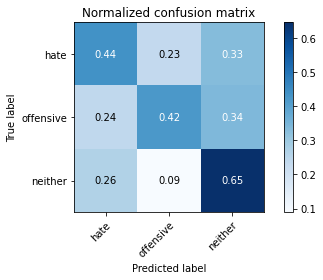 Normalized confusion matrix
True label
hate
0.44 0.23 0.33
offensive
0.24 0.42 0.34
neither
0.26 0.09 0.65
hate offensive neither
Predicted label
0.6
0.5
0.4
0.3
0.2
0.1